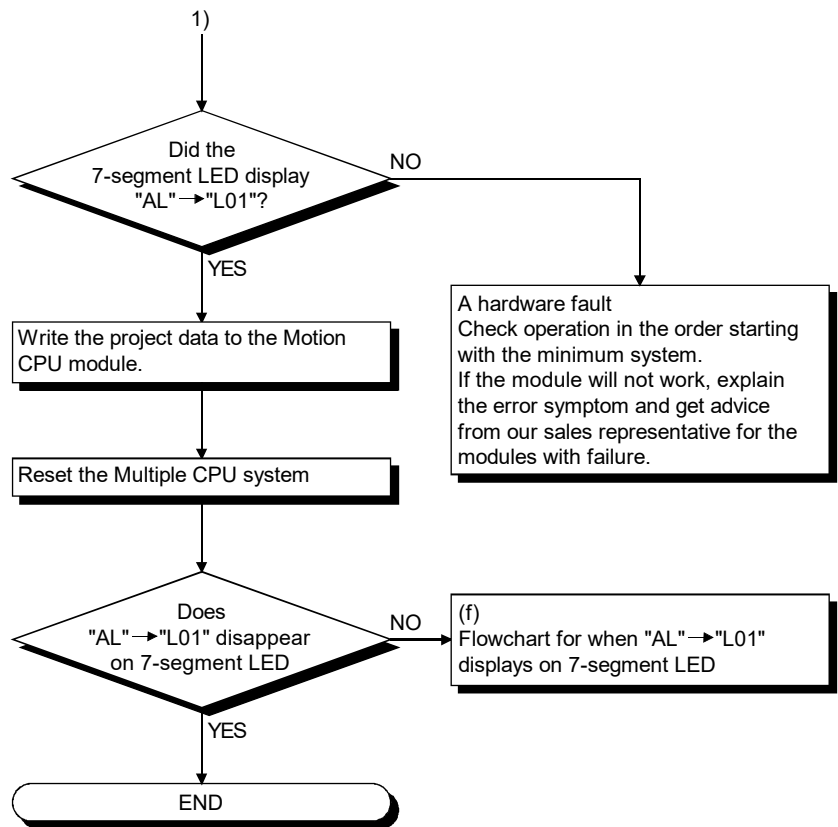 1)
Did the
7-segment LED display
"AL"→"L01"?
NO
YES
Write the project data to the Motion
CPU module.
A hardware fault
Check operation in the order starting
with the minimum system.
If the module will not work, explain
the error symptom and get advice
from our sales representative for the
modules with failure.
Reset the Multiple CPU system
Does
"AL"→"L01" disappear
on 7-segment LED
NO
(f)
Flowchart for when "AL"→"L01"
displays on 7-segment LED
YES
END